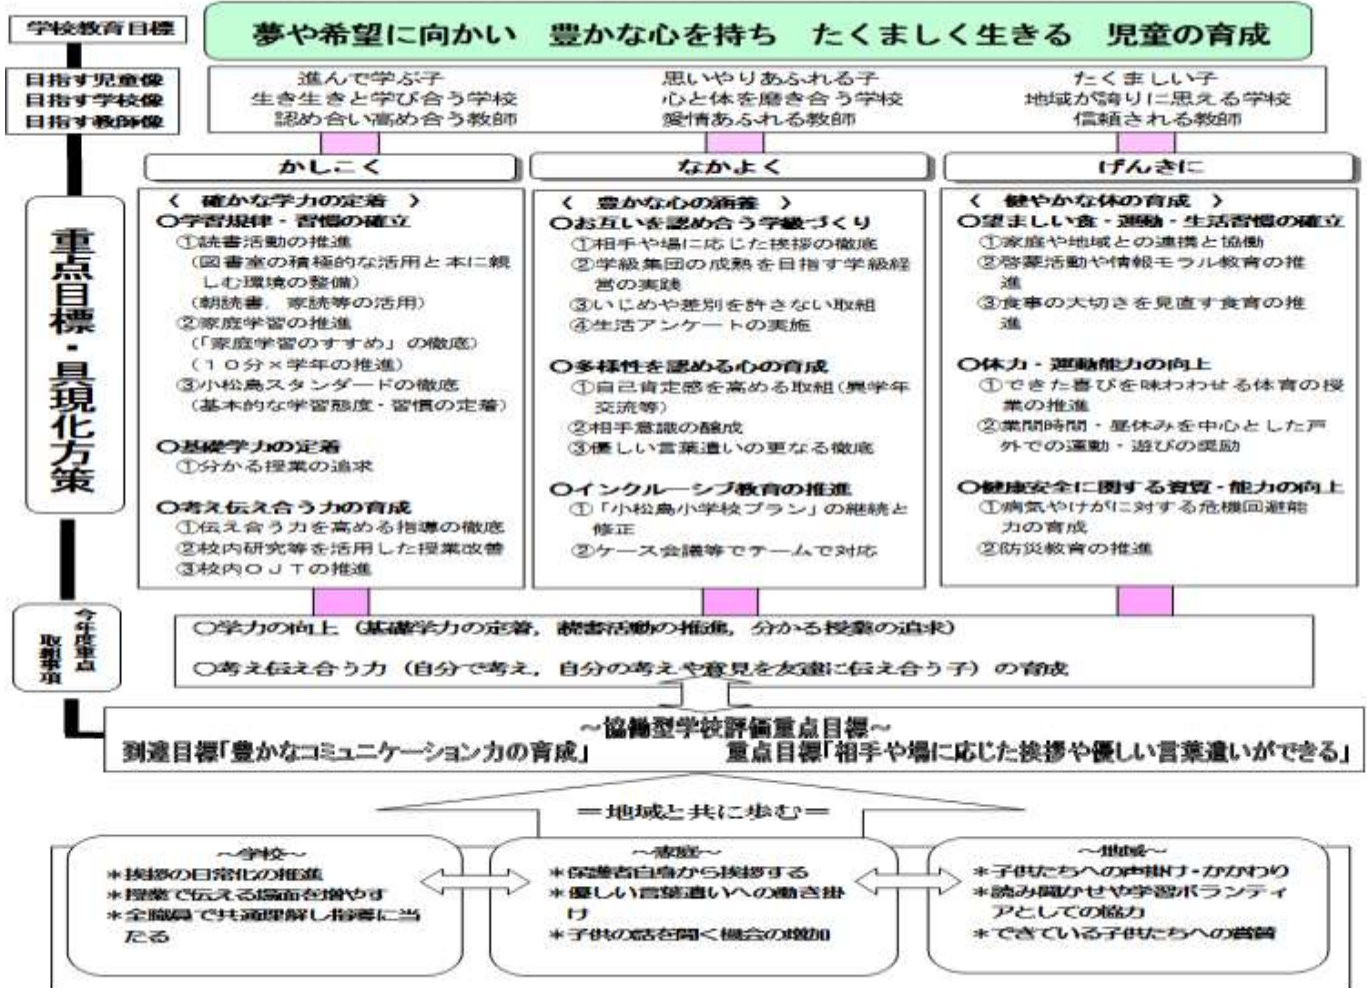 学校教育目標
夢や希望に向かい　豊かな心を持ち　たくましく生きる　児童の育成
目指す児童像
目指す学校像
目指す教師像
進んで学ぶ子
生き生きと学び合う学校
認め合い高め合う教師
思いやりあふれる子
心と体を磨き合う学校
愛情あふれる教師
たくましい子
地域が誇りに思える学校
信頼される教師
重点目標・具現化方策
かしこく
〈　確かな学力の定着　〉
〇学習規律・習慣の確立
①読書活動の推進
（図書室の積極的な活用と本に親
しむ環境の整備）
（朝読書，家読等の活用）
②家庭学習の推進
（「家庭学習のすすめ」の徹底）
（１０分×学年の推進）
③小松島スタンダードの徹底
（基本的な学習態度・習慣の定着）
〇基礎学力の定着
①分かる授業の追求
〇考え伝え合う力の育成
①伝え合う力を高める指導の徹底
②校内研究等を活用した授業改善
③校内ＯＪＴの推進
なかよく
〈　豊かな心の涵養　〉
〇お互いを認め合う学級づくり
①相手や場に応じた挨拶の徹底
②学級集団の成熟を目指す学級経
営の実践
③いじめや差別を許さない取組
④生活アンケートの実施
〇多様性を認める心の育成
①自己肯定感を高める取組（異学年
交流等）
②相手意識の醸成
③優しい言葉遣いの更なる徹底
〇インクルーシブ教育の推進
①「小松島小学校プラン」の継続と
修正
②ケース会議等でチームで対応
げんきに
〈　健やかな体の育成　〉
〇望ましい食・運動・生活習慣の確立
①家庭や地域との連携と協働
②啓蒙活動や情報モラル教育の推
進
③食事の大切さを見直す食育の推
進
〇体力・運動能力の向上
①できた喜びを味わわせる体育の授
業の推進
②業間時間・昼休みを中心とした戸
外での運動・遊びの奨励
〇健康安全に関する資質・能力の向上
①病気やけがに対する危機回避能
力の育成
②防災教育の推進
今年度重点
取組事項
〇学力の向上（基礎学力の定着，読書活動の推進，分かる授業の追求）
〇考え伝え合う力（自分で考え，自分の考えや意見を友達に伝え合う子）の育成
～協働型学校評価重点目標～
到達目標「豊かなコミュニケーション力の育成」　重点目標「相手や場に応じた挨拶や優しい言葉遣いができる」
＝地域と共に歩む＝
～学校～
＊挨拶の日常化の推進
＊授業で伝える場面を増やす
＊全職員で共通理解し指導に当
たる
～家庭～
＊保護者自身から挨拶する
＊優しい言葉遣いへの働き掛
け
＊子供の話を聞く機会の増加
～地域～
＊子供たちへの声掛け・かかわり
＊読み聞かせや学習ボランティ
アとしての協力
＊できている子供たちへの賞賛